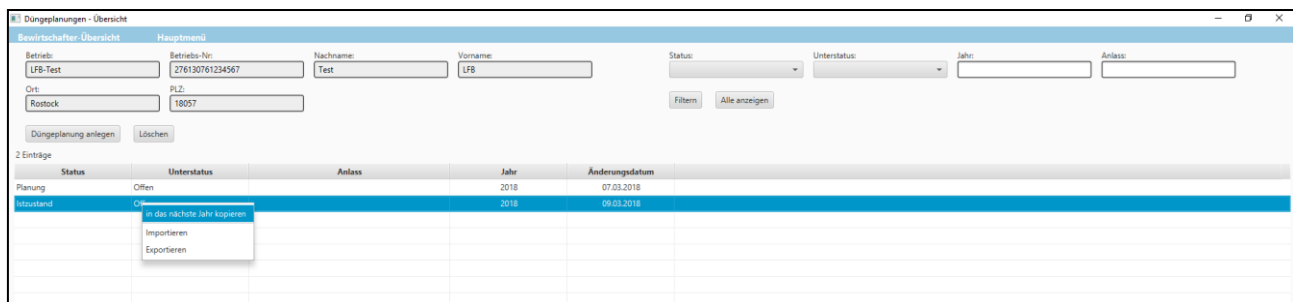 Düngeplanungen - Übersicht
Bewirtschafter-Übersicht Hauptmenü
Betrieb: Betriebs-Nr: Nachname: Vorname: Status: Unterstatus: Jahr: Anlass:
LFB-Test 276130761234567 Test LFB
Ort: PLZ:
Rostock 18057 Filtern Alle anzeigen
Düngeplanung anlegen Löschen
2 Einträge
Status Unterstatus Anlass Jahr Änderungsdatum
Planung Offen 2018 07.03.2018
Istzustand 2018 09.03.2018
in das nächste Jahr kopieren
Importieren
Exportieren